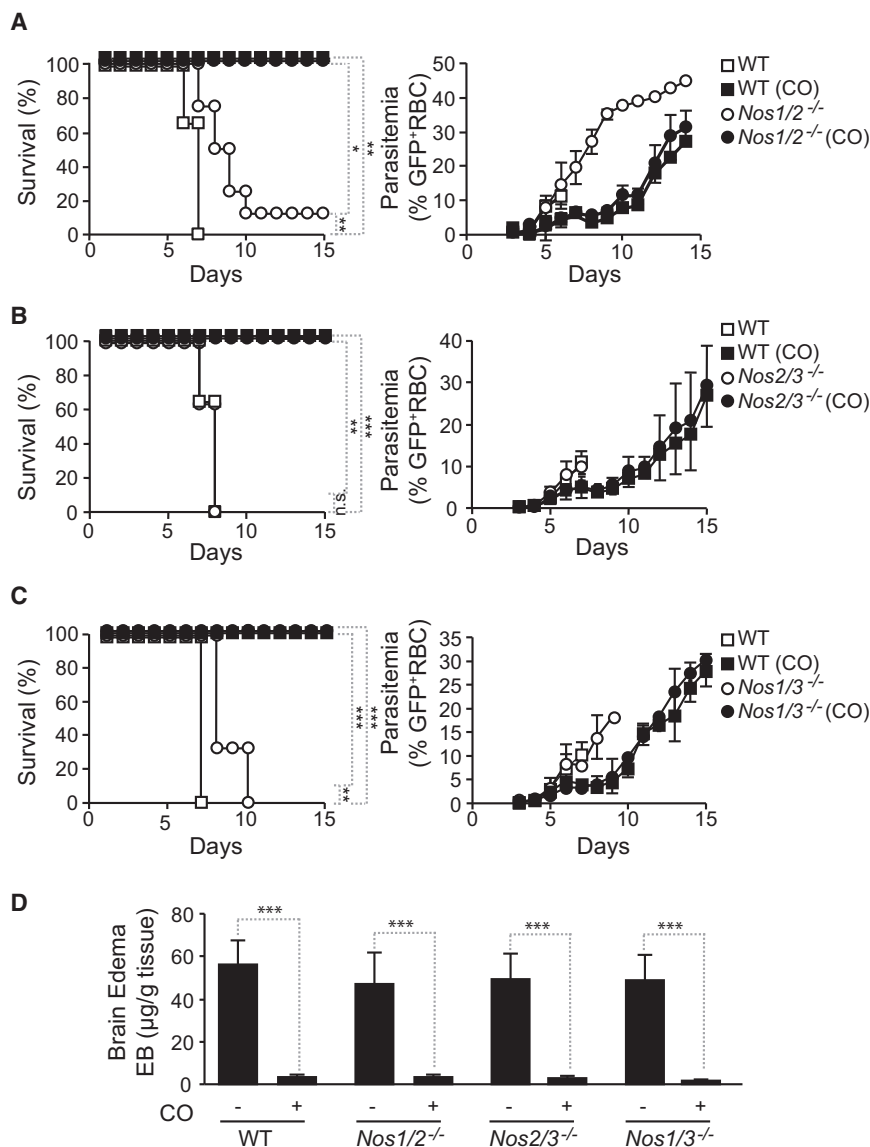 A
Survival (%)
100
80
60
40
20
0
0 5 10 15
Days
*
**
**
Parasitemia
(% GFP+RBC)
50
40
30
20
10
0
0 5 10 15
Days
WT
WT (CO)
Nos1/2 -/-
Nos1/2 -/- (CO)
B
Survival (%)
100
80
60
40
20
0
0 5 10 15
Days
**
***
n.s.
Parasitemia
(% GFP+RBC)
40
30
20
10
0
0 5 10 15
Days
WT
WT (CO)
Nos2/3 -/-
Nos2/3 -/- (CO)
C
Survival (%)
100
80
60
40
20
0
0 5 10 15
Days
***
***
**
Parasitemia
(% GFP+RBC)
35
30
25
20
15
10
5
0
0 5 10 15
Days
WT
WT (CO)
Nos1/3 -/-
Nos1/3 -/- (CO)
D
Brain Edema
EB (µg/g tissue)
80
60
40
20
0
*** *** *** ***
CO - + - + - + - +
WT Nos1/2-/- Nos2/3-/- Nos1/3-/-